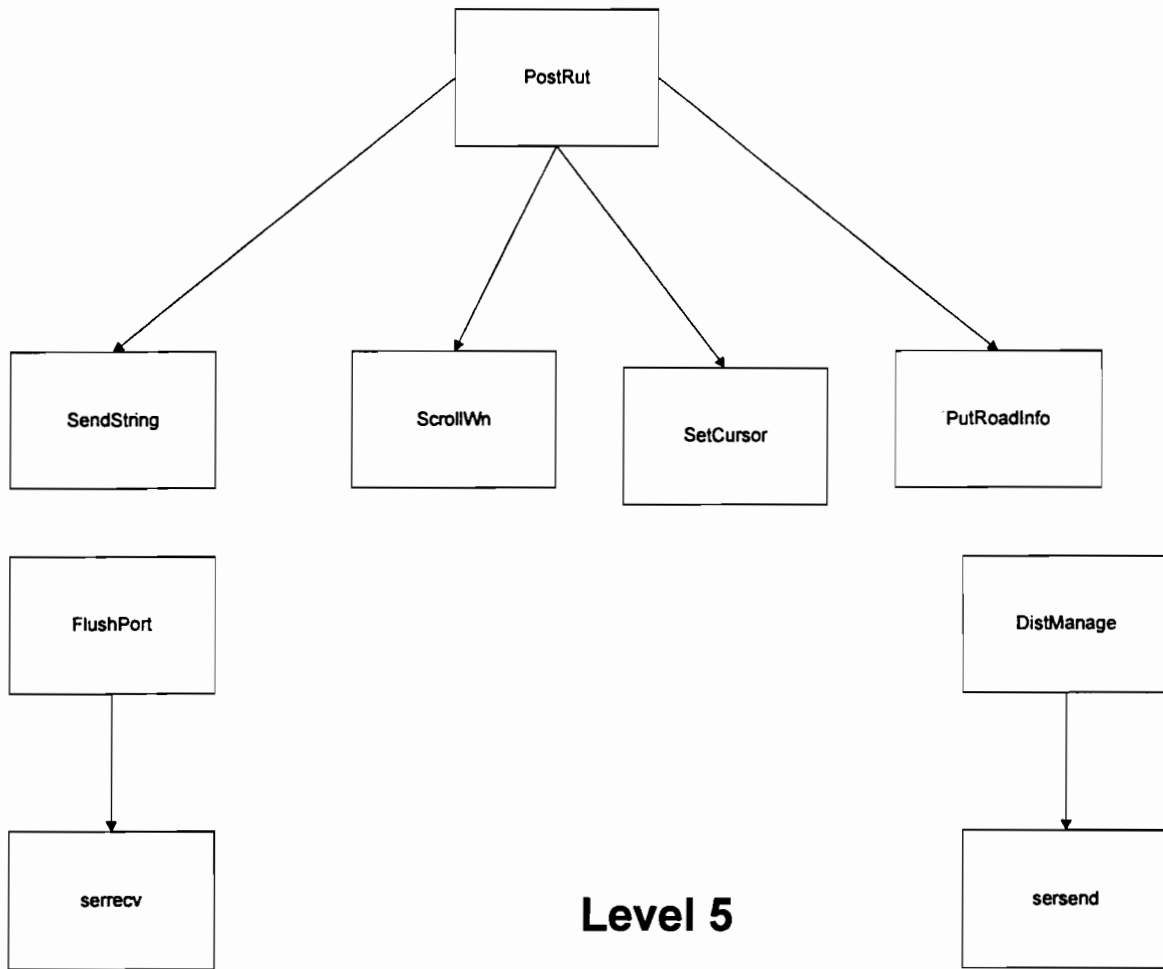 PostRut
SendString
ScrollWn
SetCursor
PutRoadInfo
FlushPort
DistManage
serrecv
sersend
Level 5